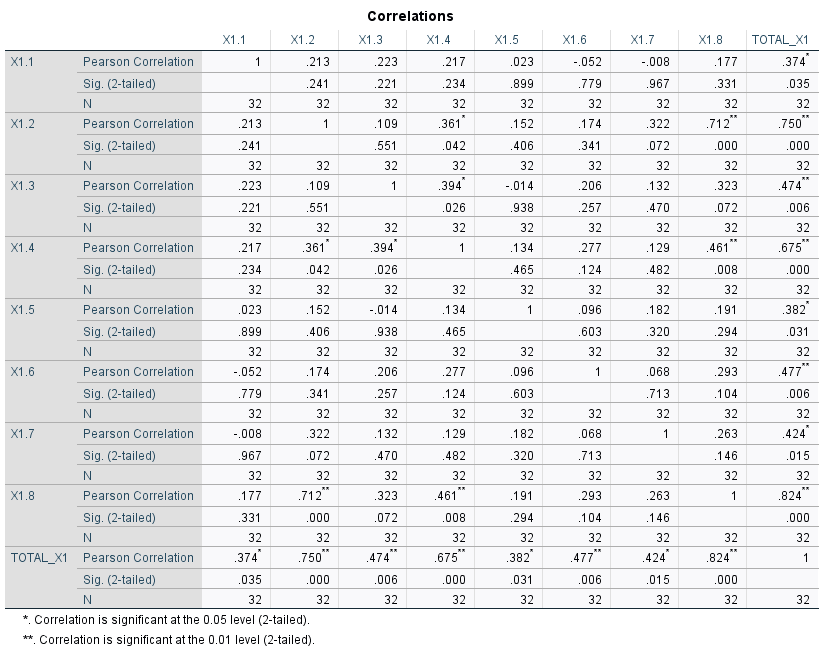 Correlations
X1.1 X1.2 X1.3 X1.4 X1.5 X1.6 X1.7 X1.8 TOTAL_X1
X1.1 Pearson Correlation 1 .213 .223 .217 .023 -.052 -.008 .177 .374*
Sig. (2-tailed) .241 .221 .234 .899 .779 .967 .331 .035
N 32 32 32 32 32 32 32 32 32
X1.2 Pearson Correlation .213 1 .109 .361* .152 .174 .322 .712** .750**
Sig. (2-tailed) .241 .551 .042 .406 .341 .072 .000 .000
N 32 32 32 32 32 32 32 32 32
X1.3 Pearson Correlation .223 .109 1 .394* -.014 .206 .132 .323 .474**
Sig. (2-tailed) .221 .551 .026 .938 .257 .470 .072 .006
N 32 32 32 32 32 32 32 32 32
X1.4 Pearson Correlation .217 .361* .394* 1 .134 .277 .129 .461** .675**
Sig. (2-tailed) .234 .042 .026 .465 .124 .482 .008 .000
N 32 32 32 32 32 32 32 32 32
X1.5 Pearson Correlation .023 .152 -.014 .134 1 .096 .182 .191 .382*
Sig. (2-tailed) .899 .406 .938 .465 .603 .320 .294 .031
N 32 32 32 32 32 32 32 32 32
X1.6 Pearson Correlation -.052 .174 .206 .277 .096 1 .068 .293 .477**
Sig. (2-tailed) .779 .341 .257 .124 .603 .713 .104 .006
N 32 32 32 32 32 32 32 32 32
X1.7 Pearson Correlation -.008 .322 .132 .129 .182 .068 1 .263 .424*
Sig. (2-tailed) .967 .072 .470 .482 .320 .713 .146 .015
N 32 32 32 32 32 32 32 32 32
X1.8 Pearson Correlation .177 .712** .323 .461** .191 .293 .263 1 .824**
Sig. (2-tailed) .331 .000 .072 .008 .294 .104 .146 .000
N 32 32 32 32 32 32 32 32 32
TOTAL_X1 Pearson Correlation .374* .750** .474** .675** .382* .477** .424* .824** 1
Sig. (2-tailed) .035 .000 .006 .000 .031 .006 .015 .000
N 32 32 32 32 32 32 32 32 32
*. Correlation is significant at the 0.05 level (2-tailed).
**. Correlation is significant at the 0.01 level (2-tailed).